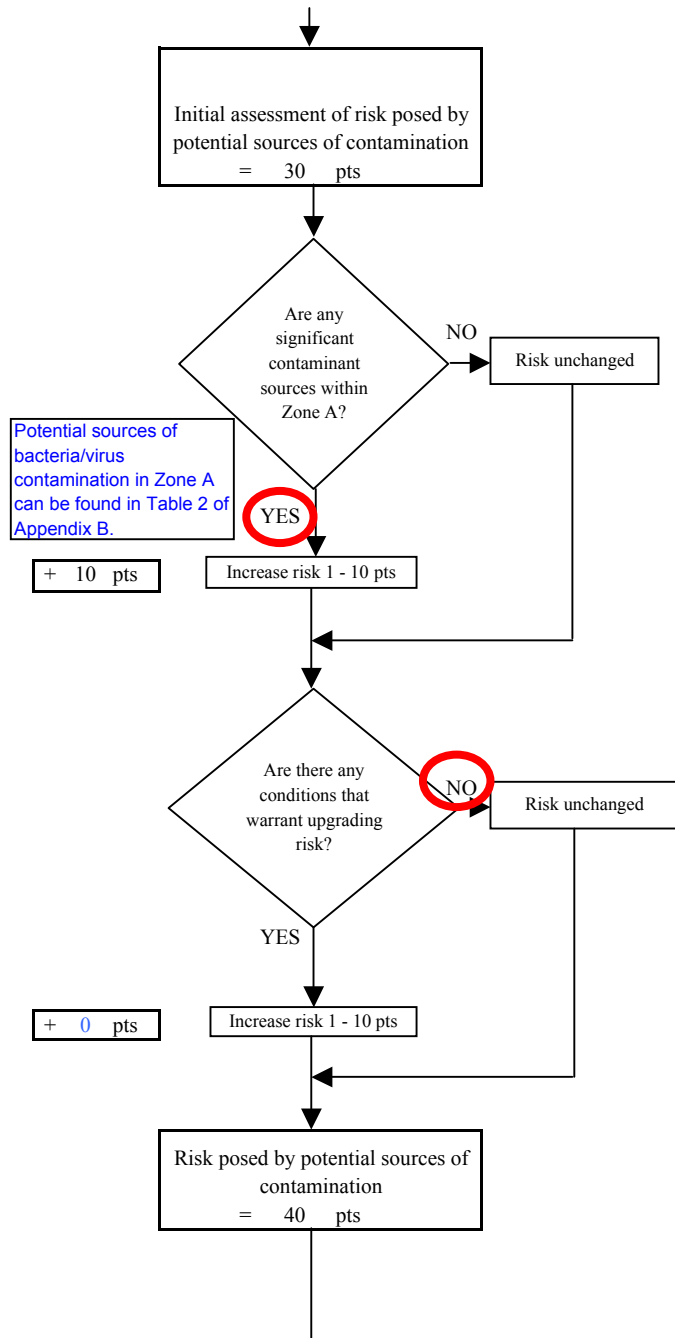 Initial assessment of risk posed by
potential sources of contamination
= 30 pts
Are any
significant
contaminant
sources within
Zone A?
NO
Risk unchanged
Potential sources of
bacteria/virus
contamination in Zone A
can be found in Table 2 of
Appendix B.
YES
+ 10 pts
Increase risk 1 - 10 pts
Are there any
conditions that
warrant upgrading
risk?
NO
Risk unchanged
YES
+ 0 pts
Increase risk 1 - 10 pts
Risk posed by potential sources of
contamination
= 40 pts